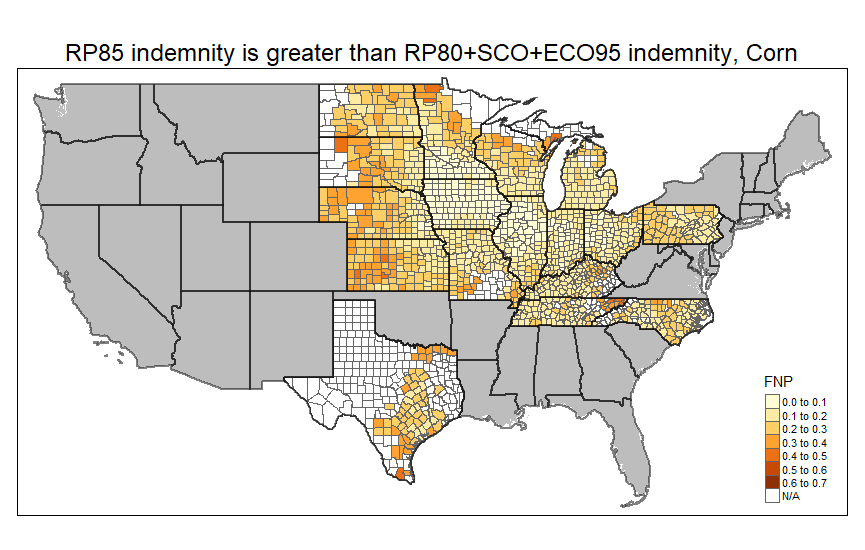 RP85 indemnity is greater than RP80+SCO+ECO95 indemnity, Corn
FNP
0.0 to 0.1
0.1 to 0.2
0.2 to 0.3
0.3 to 0.4
0.4 to 0.5
0.5 to 0.6
0.6 to 0.7
N/A